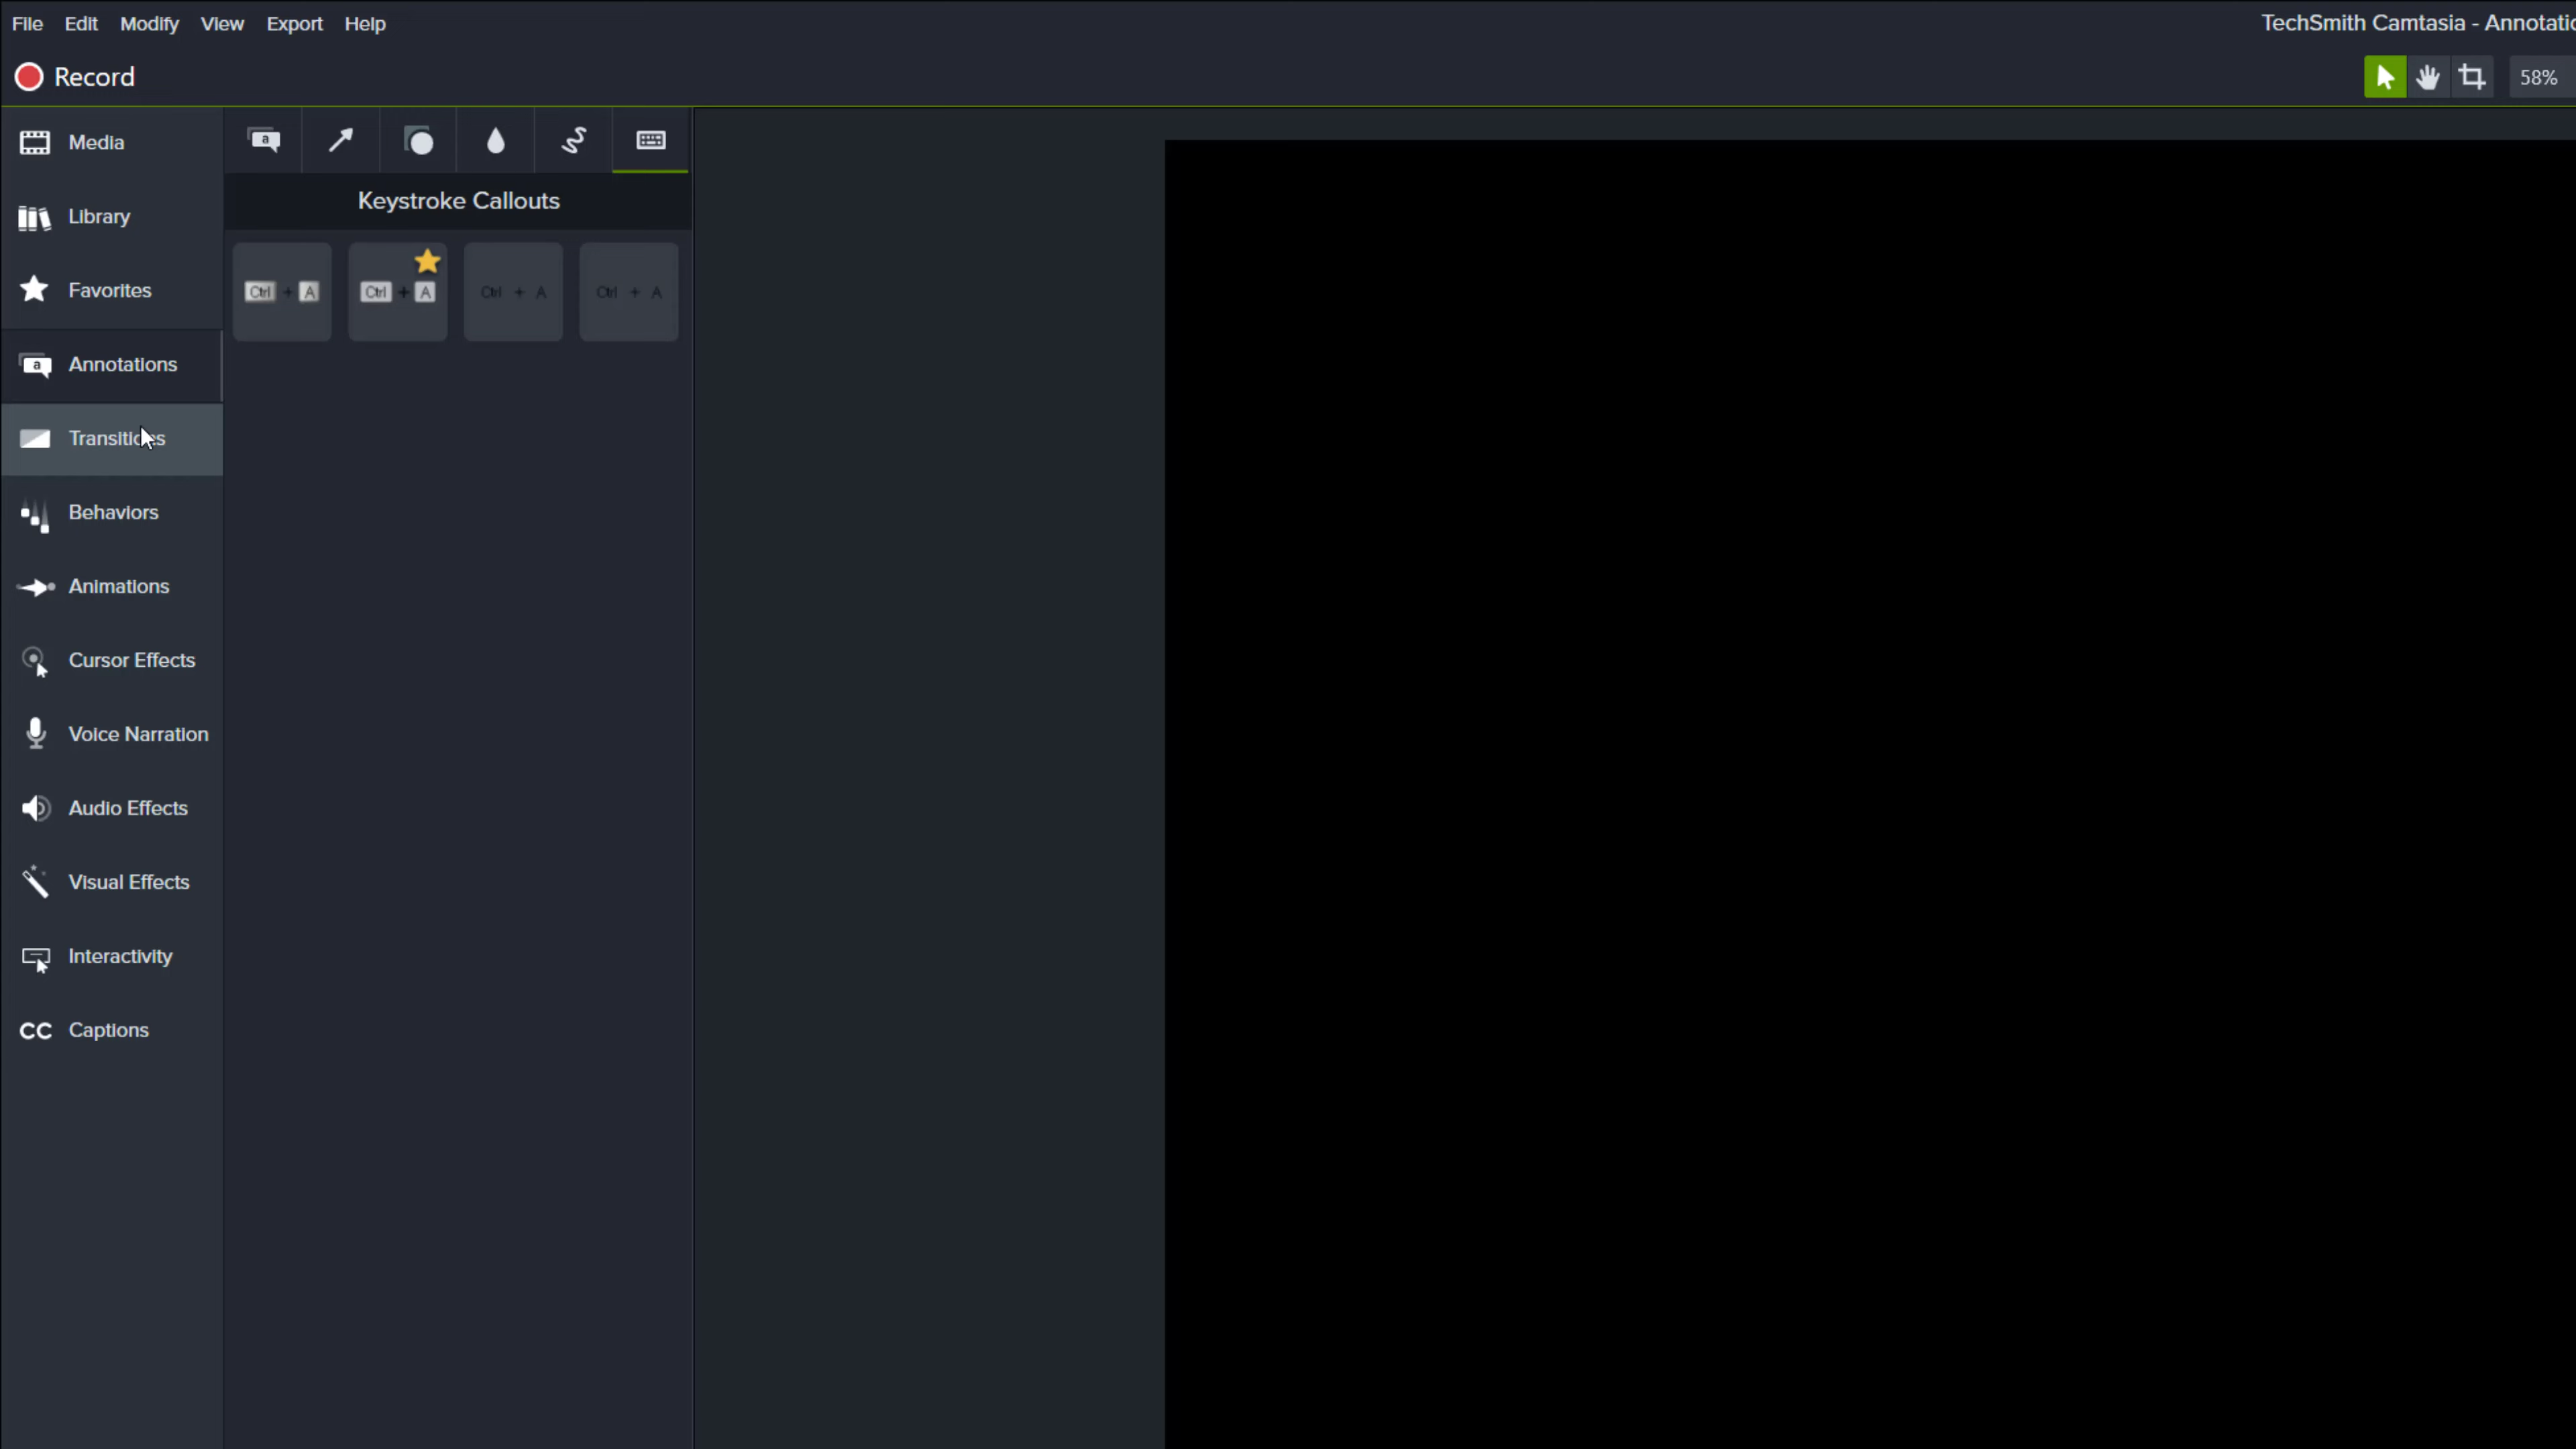 File Edit Modify View Export Help
TechSmith Camtasia - Annotatic
Record
58%
Media
Library
Favorites
Annotations
Behaviors
Animations
Cursor Effects
Voice Narration
Audio Effects
Visual Effects
Interactivity
CC Captions
a
Keystroke Callouts
Ctrl + A
Ctrl + A
Ctrl + A
Ctrl + A
a